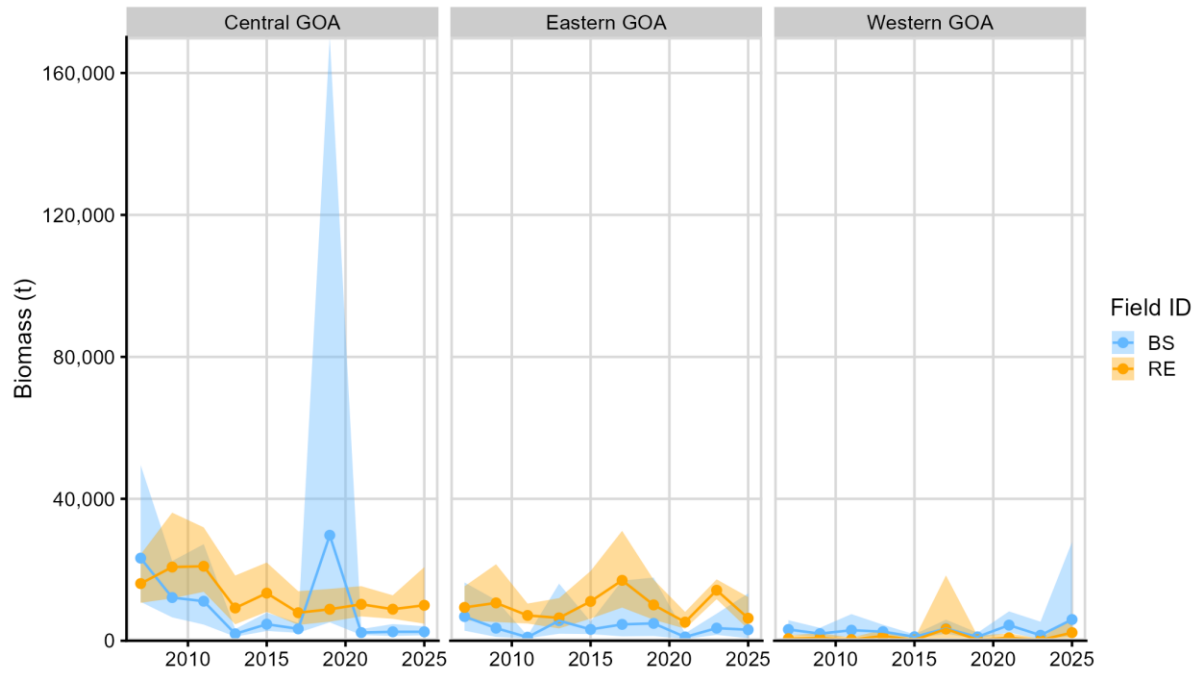 Central GOA
Eastern GOA
Western GOA
160,000
120,000
80,000
40,000
0
Biomass (t)
2010
2015
2020
2025
2010
2015
2020
2025
2010
2015
2020
2025
Field ID
BS
RE